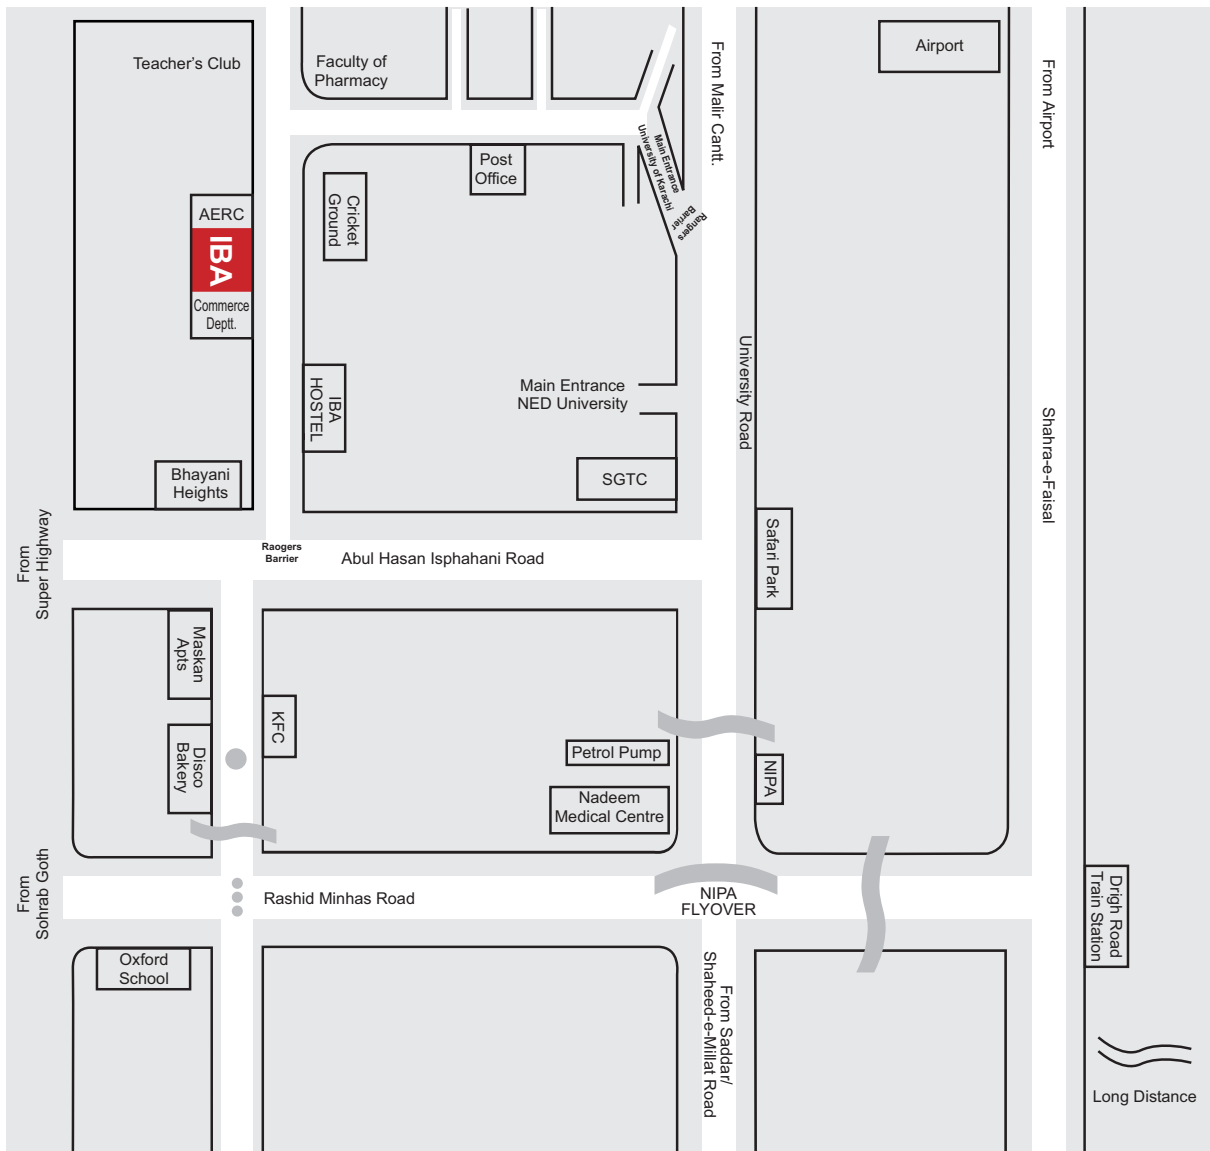 Teacher's Club
Faculty of
Pharmacy
Airport
From Malir Cantt.
From Airport
Main Entrance
University of Karachi
Rangers
Barrier
Post
Office
Cricket
Ground
AERC
IBA
Commerce
Deptt.
IBA
HOSTEL
Main Entrance
NED University
SGTC
University Road
Shahra-e-Faisal
Bhayani
Heights
From
Super Highway
Raogers
Barrier
Abul Hasan Isphahani Road
Safari Park
Maskan
Apts
KFC
Disco
Bakery
Petrol Pump
Nadeem
Medical Centre
NIPA
From
Sohrab Goth
Rashid Minhas Road
NIPA
FLYOVER
Drigh Road
Train Station
Oxford
School
From Saddar/
Shaheed-e-Millat Road
Long Distance